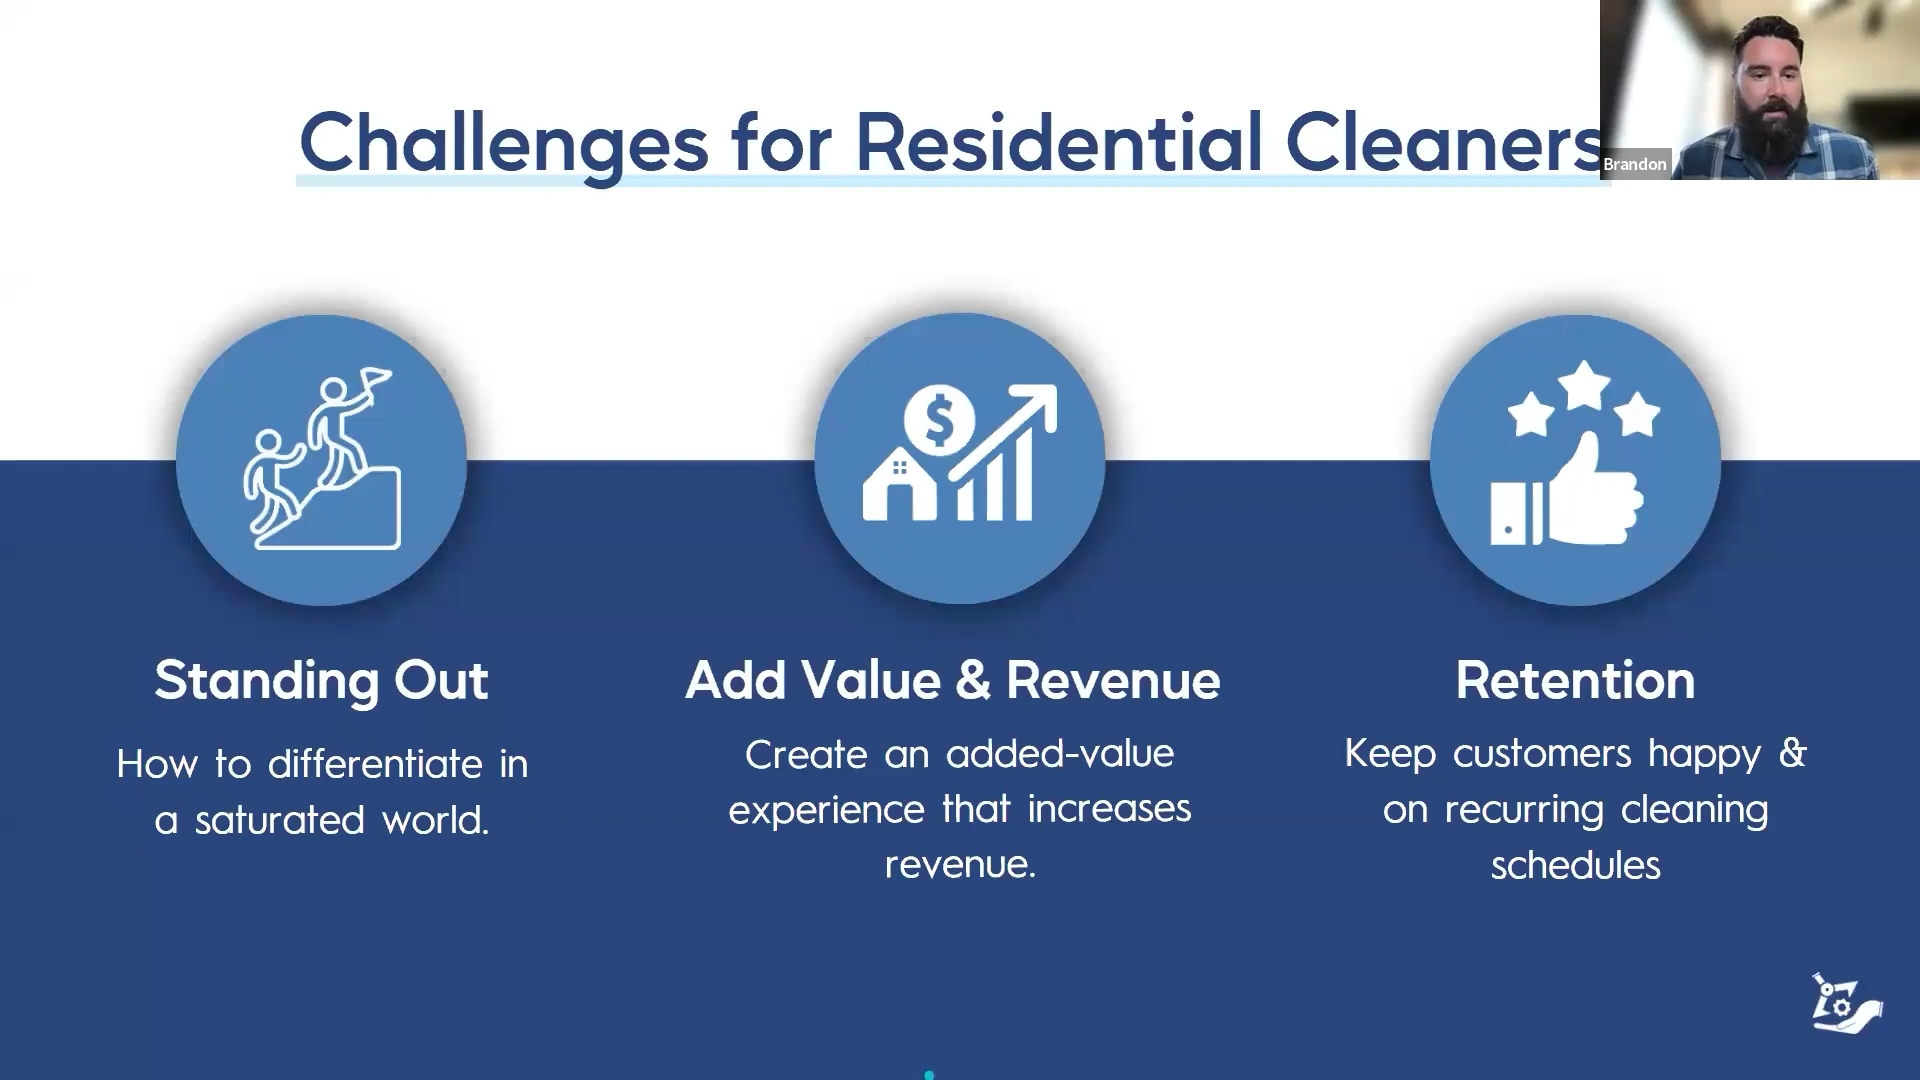 Challenges for Residential Cleaners
Brandon
$
Standing Out
How to differentiate in
a saturated world.
Add Value & Revenue
Create an added-value
experience that increases
revenue.
Retention
Keep customers happy &
on recurring cleaning
schedules